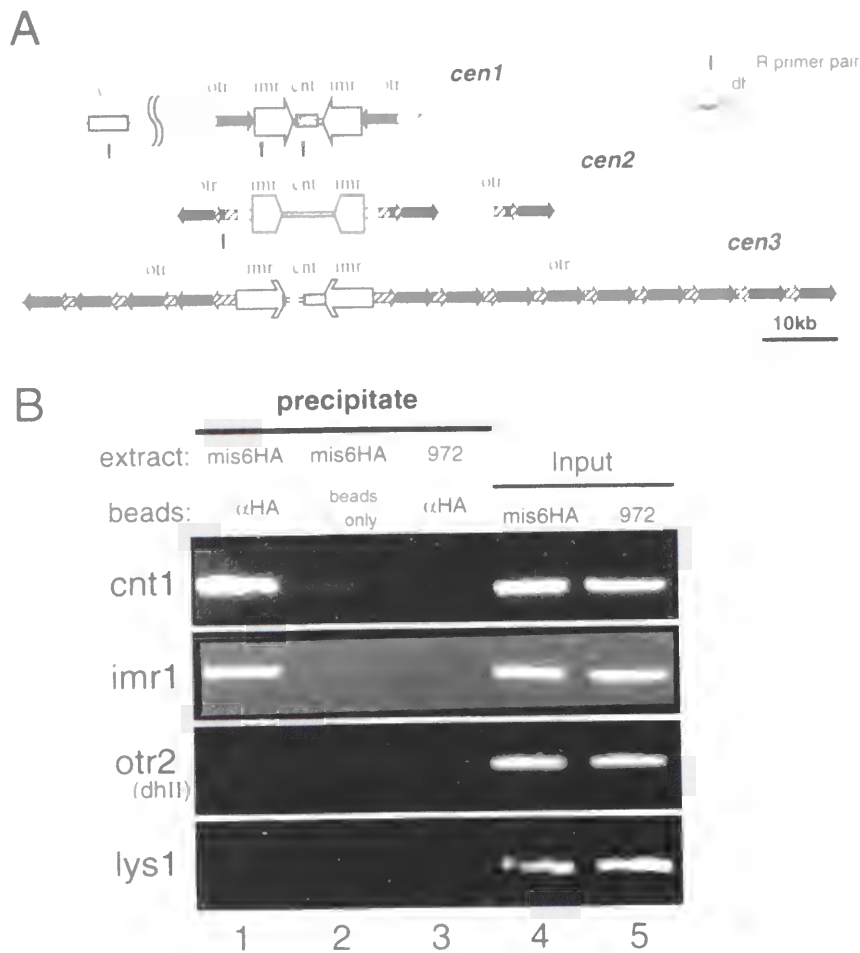 A
cen1
R primer pair
dh
otr imr cnt imr otr
cen2
otr imr cnt imr otr
cen3
otr imr cnt imr otr
10kb
B
precipitate
extract: mis6HA mis6HA 972 Input
beads: αHA beads only αHA mis6HA 972
cnt1
imr1
otr2
(dhII)
lys1
1 2 3 4 5